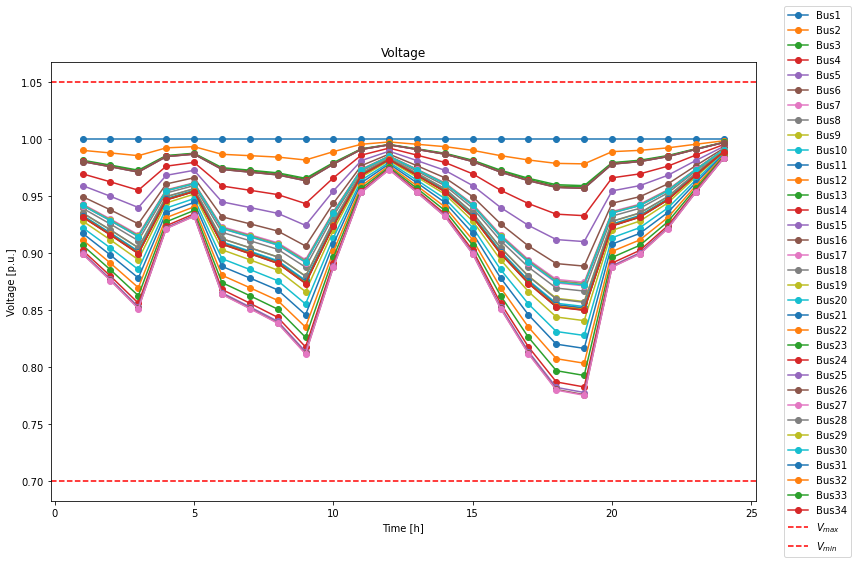 Voltage
Voltage [p.u.]
1.05
1.00
0.95
0.90
0.85
0.80
0.75
0.70
0
5
10
15
20
25
Time [h]
Bus1
Bus2
Bus3
Bus4
Bus5
Bus6
Bus7
Bus8
Bus9
Bus10
Bus11
Bus12
Bus13
Bus14
Bus15
Bus16
Bus17
Bus18
Bus19
Bus20
Bus21
Bus22
Bus23
Bus24
Bus25
Bus26
Bus27
Bus28
Bus29
Bus30
Bus31
Bus32
Bus33
Bus34
Vmax
Vmin